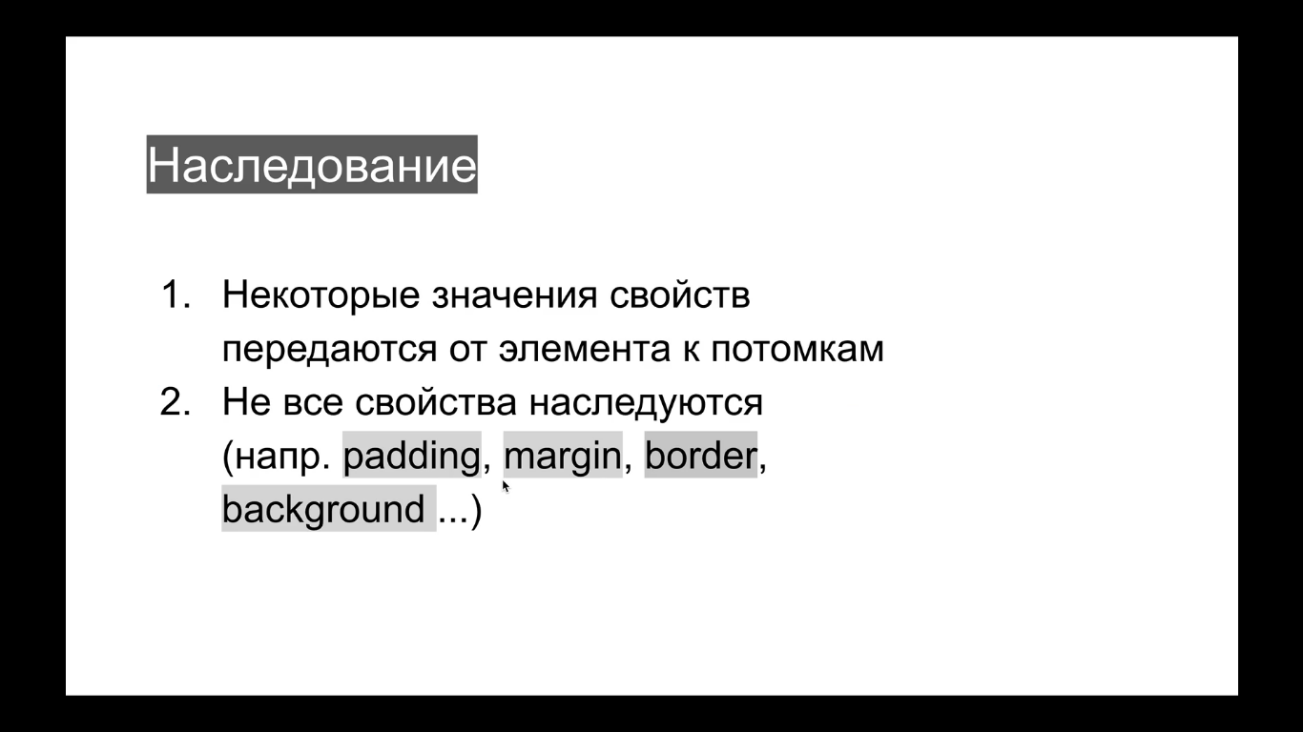 Наследование
1. Некоторые значения свойств
передаются от элемента к потомкам
2. Не все свойства наследуются
(напр. padding, margin, border,
background ...)